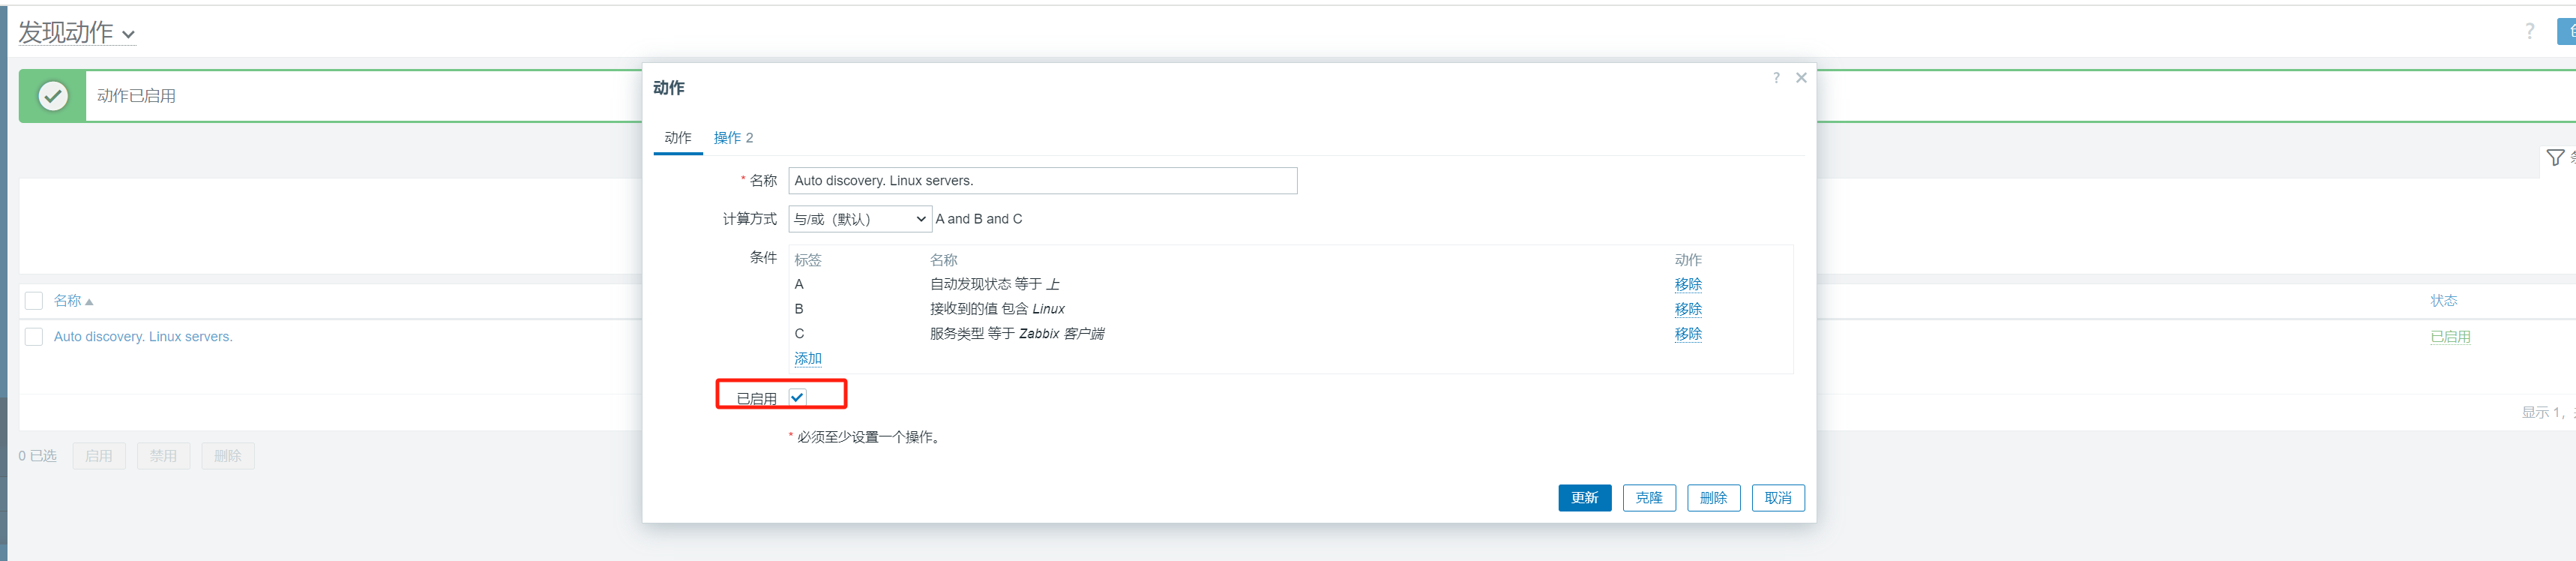 发现动作
?
动作已启用
动作
?
动作 操作 2
* 名称 Auto discovery. Linux servers.
计算方式 与/或（默认） A and B and C
条件 标签 名称 动作
A 自动发现状态 等于 上 移除
B 接收到的值 包含 Linux 移除
C 服务类型 等于 Zabbix 客户端 移除
添加
已启用
* 必须至少设置一个操作。
更新 克隆 删除 取消
名称 状态
Auto discovery. Linux servers. 已启用
显示 1，
0 已选 启用 禁用 删除